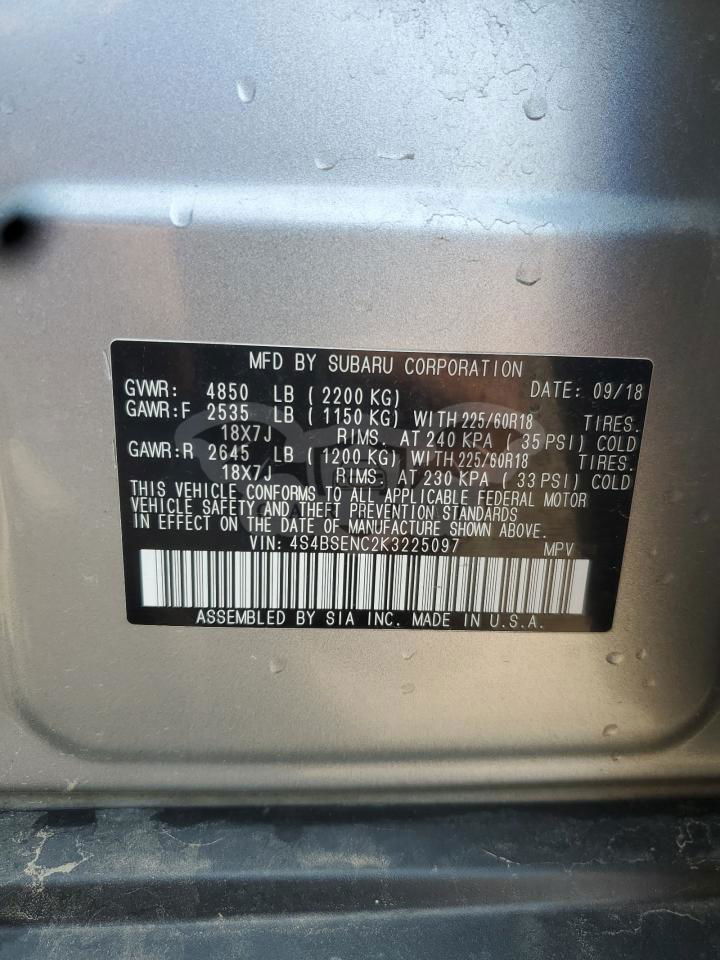 MFD BY SUBARU CORPORATION
GVWR: 4850 LB ( 2200 KG) DATE: 09/18
GAWR:F 2535 LB ( 1150 KG) WITH 225/60R18 TIRES.
18X7J RIMS. AT 240 KPA ( 35 PSI) COLD
GAWR:R 2645 LB ( 1200 KG) WITH 225/60R18 TIRES.
18X7J RIMS. AT 230 KPA ( 33 PSI) COLD
THIS VEHICLE CONFORMS TO ALL APPLICABLE FEDERAL MOTOR
VEHICLE SAFETY AND THEFT PREVENTION STANDARDS
IN EFFECT ON THE DATE OF MANUFACTURE SHOWN ABOVE.
VIN: 4S4BSENC2K3225097 MPV
ASSEMBLED BY SIA INC. MADE IN U.S.A.